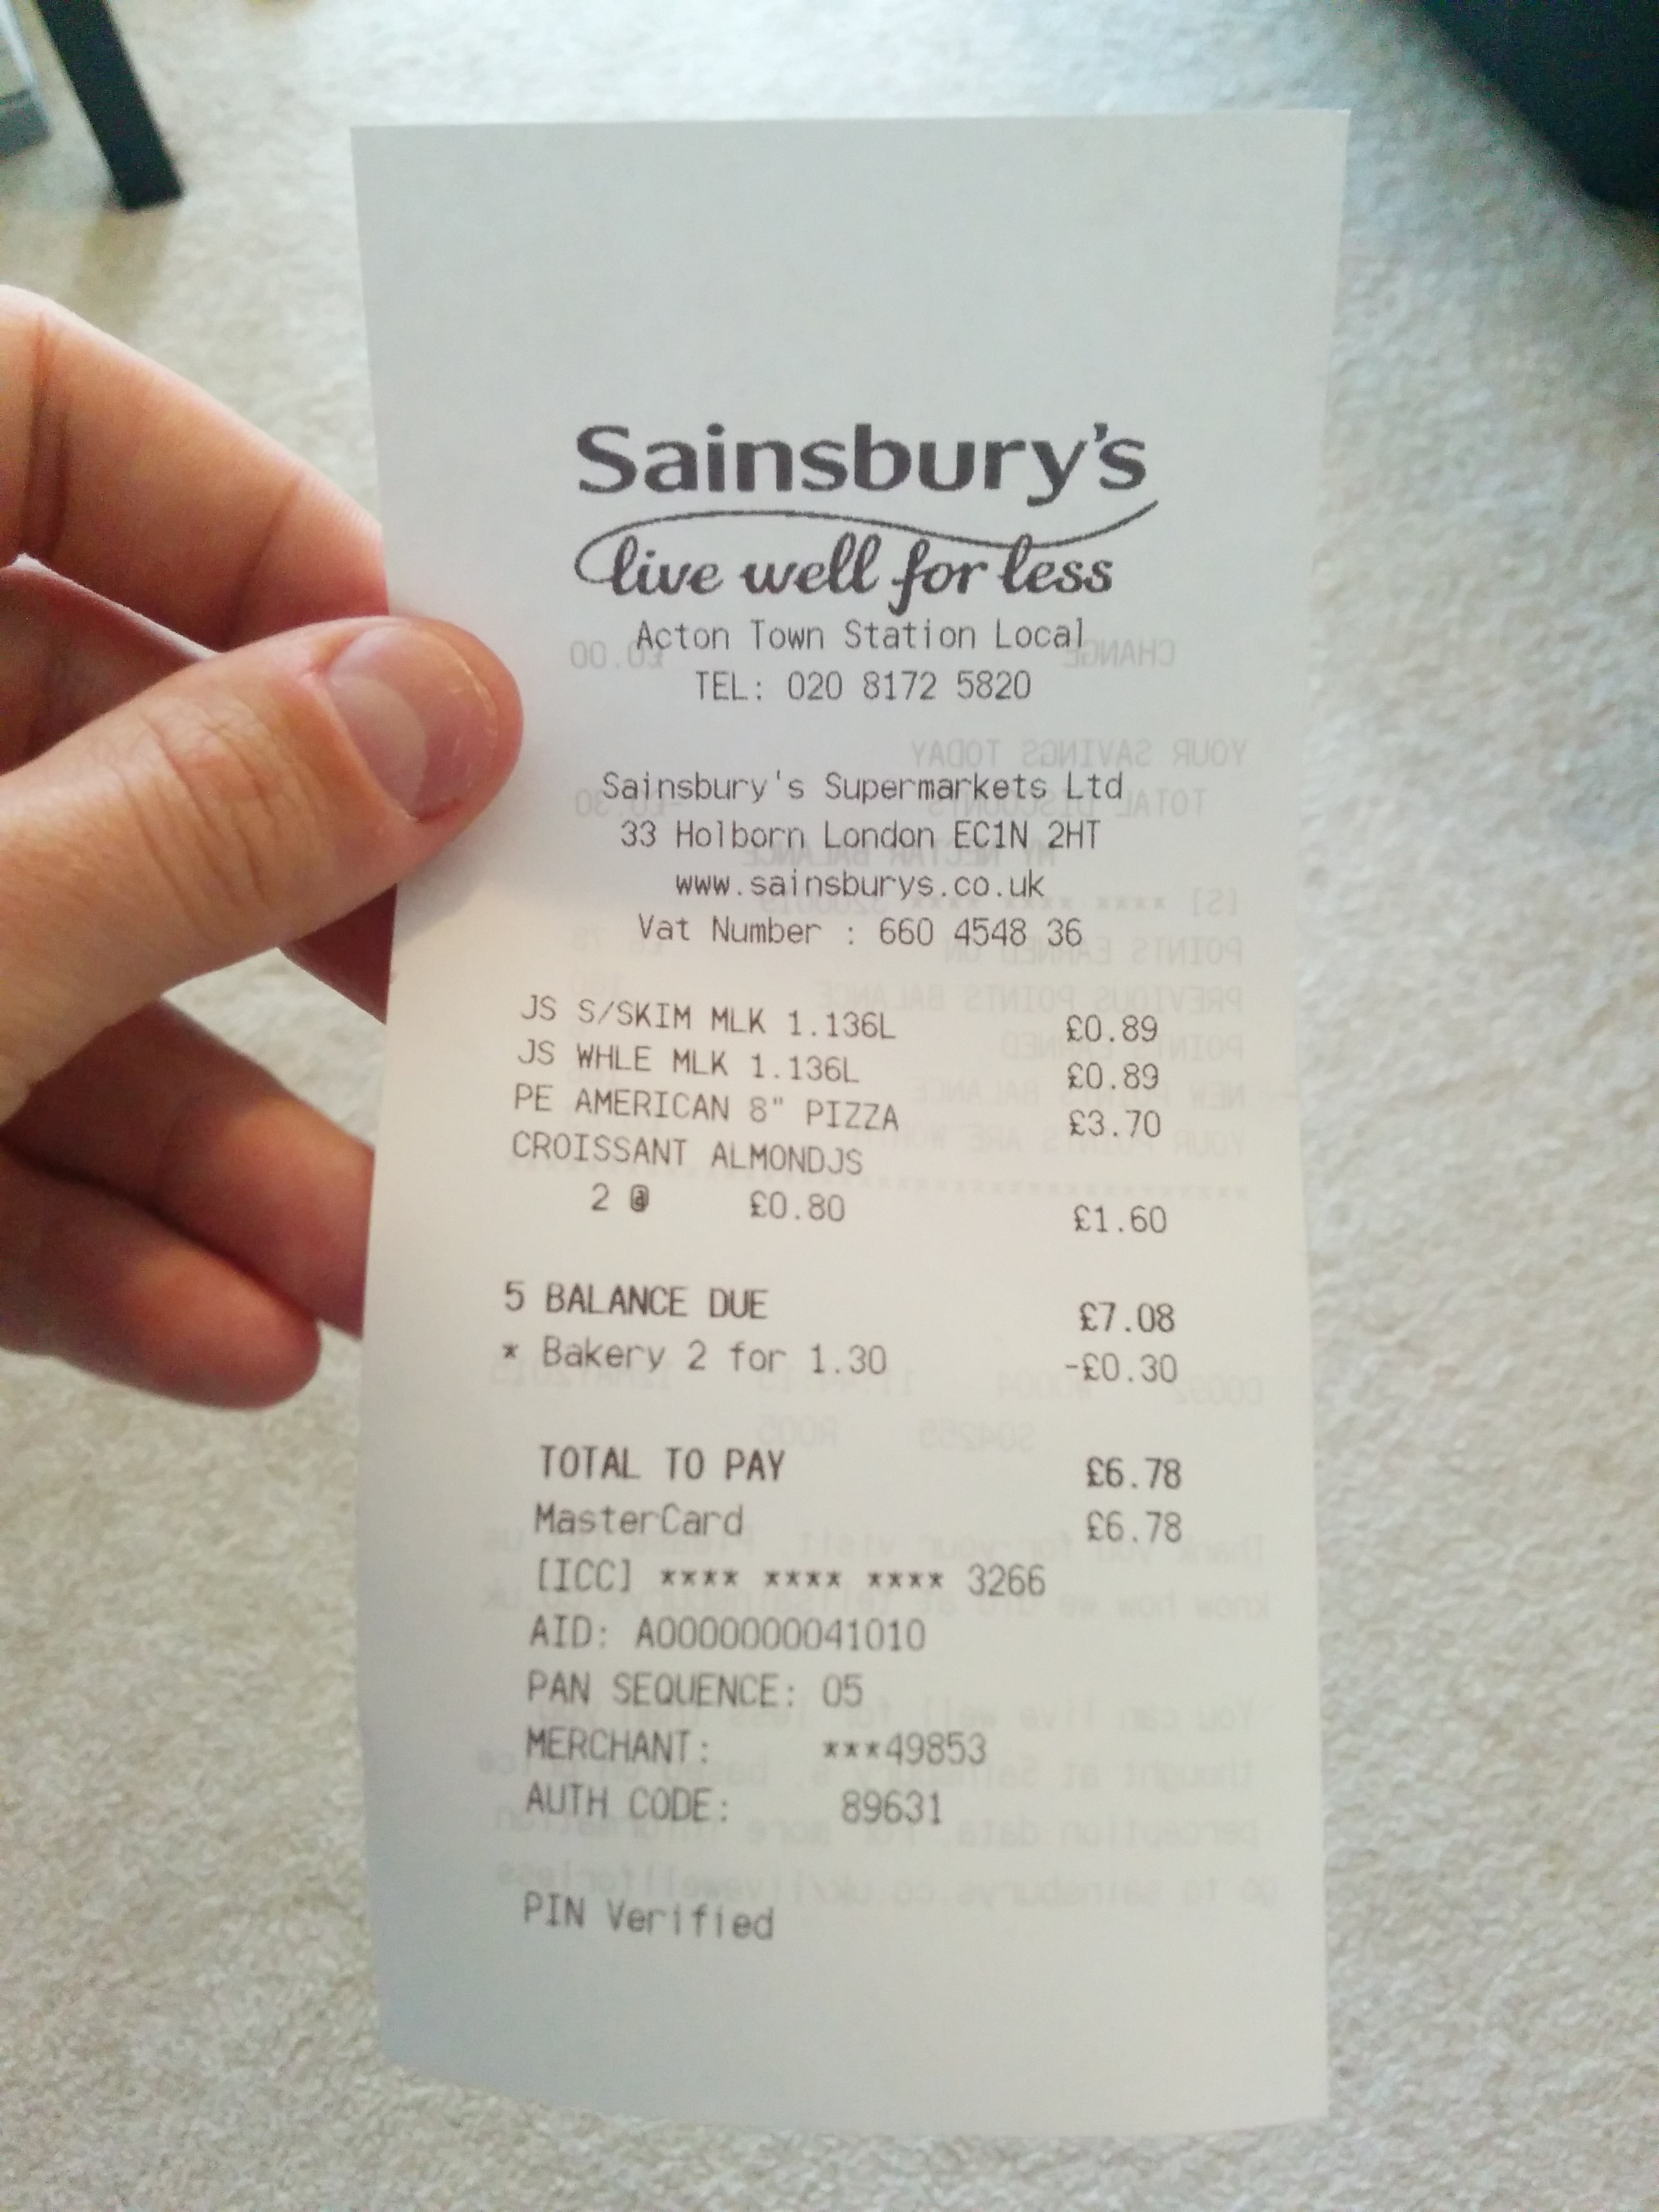 Sainsbury's
live well for less
Acton Town Station Local
TEL: 020 8172 5820
Sainsbury's Supermarkets Ltd
33 Holborn London EC1N 2HT
www.sainsburys.co.uk
Vat Number : 660 4548 36
JS S/SKIM MLK 1.136L £0.89
JS WHLE MLK 1.136L £0.89
PE AMERICAN 8" PIZZA £3.70
CROISSANT ALMONDJS
2 @ £0.80 £1.60
5 BALANCE DUE £7.08
* Bakery 2 for 1.30 -£0.30
TOTAL TO PAY £6.78
MasterCard £6.78
[ICC] **** **** **** 3266
AID: A0000000041010
PAN SEQUENCE: 05
MERCHANT: ***49853
AUTH CODE: 89631
PIN Verified